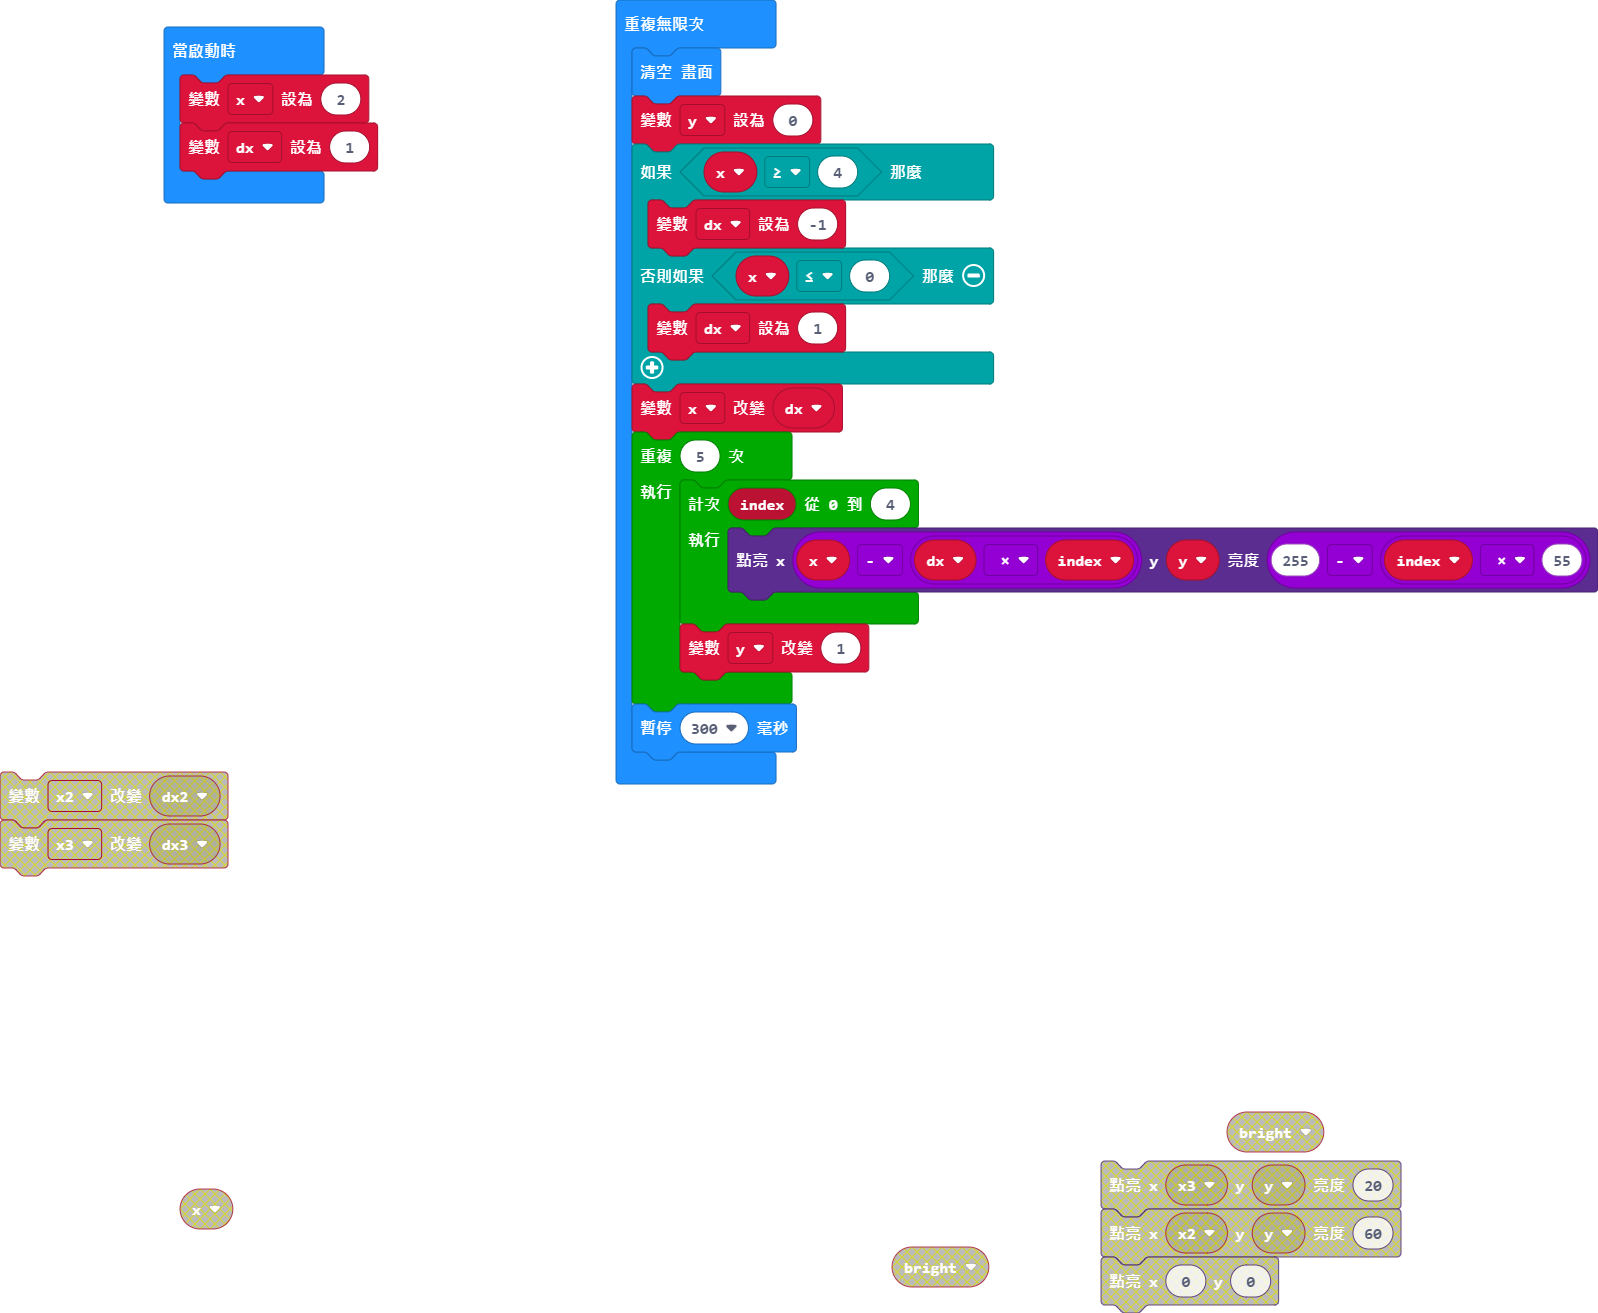 當啟動時
變數 x 設為 2
變數 dx 設為 1
重複無限次
清空 畫面
變數 y 設為 0
如果 x ≥ 4 那麼
變數 dx 設為 -1
否則如果 x ≤ 0 那麼
變數 dx 設為 1
變數 x 改變 dx
重複 5 次
執行
計次 index 從 0 到 4
執行
點亮 x x - dx × index y y 亮度 255 - index × 55
變數 y 改變 1
暫停 300 毫秒
變數 x2 改變 dx2
變數 x3 改變 dx3
x
bright
bright
點亮 x x3 y y 亮度 20
點亮 x x2 y y 亮度 60
點亮 x 0 y 0